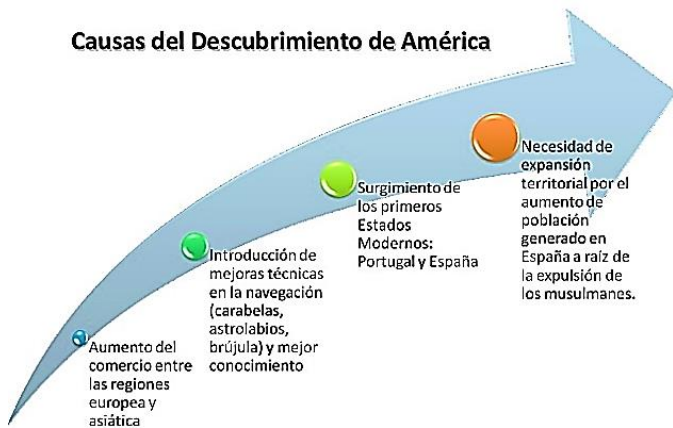 Causas del Descubrimiento de América
Aumento del
comercio entre
las regiones
europea y
asiática
Introducción de
mejoras técnicas
en la navegación
(carabelas,
astrolabios,
brújula) y mejor
conocimiento
Surgimiento de
los primeros
Estados
Modernos:
Portugal y España
Necesidad de
expansión
territorial por el
aumento de
población
generado en
España a raíz de
la expulsión de
los musulmanes.